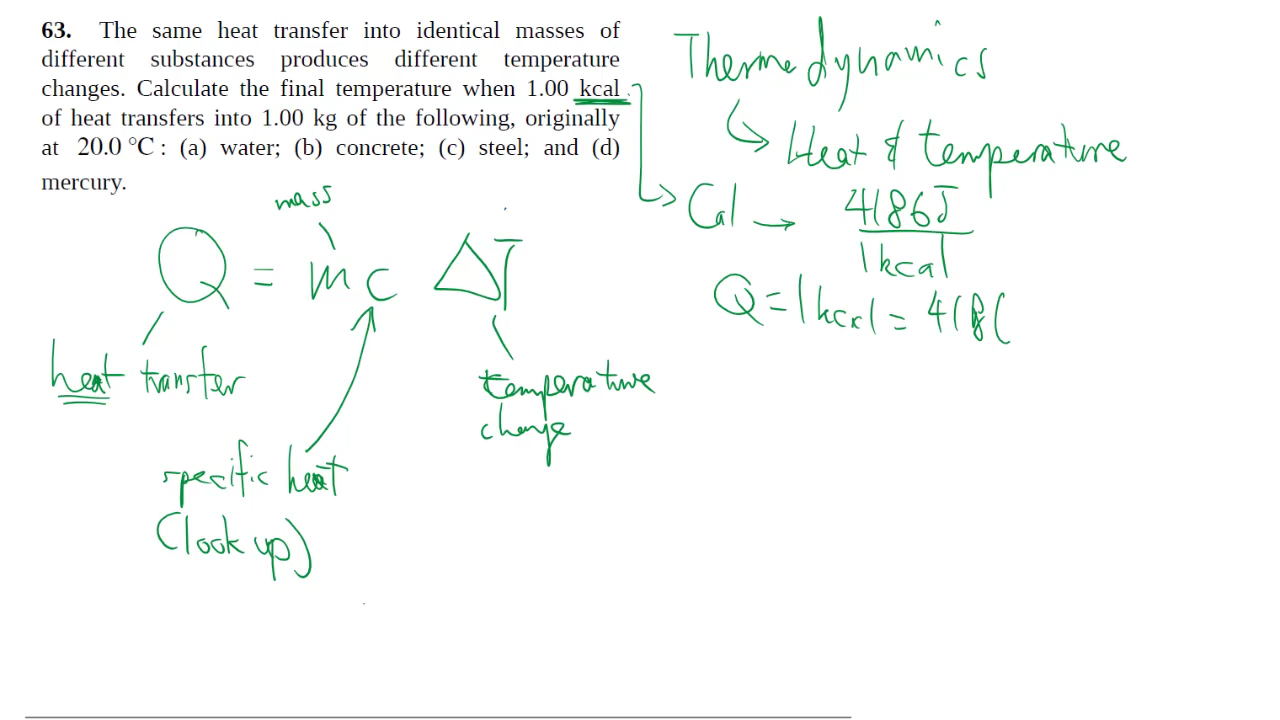 63. The same heat transfer into identical masses of
different substances produces different temperature
changes. Calculate the final temperature when 1.00 kcal
of heat transfers into 1.00 kg of the following, originally
at 20.0 °C : (a) water; (b) concrete; (c) steel; and (d)
mercury.
Thermodynamics
Heat & temperature
Cal → 4186J
1 kcal
Q = 1 kcal = 418(
mass
Q = m c ΔT
heat transfer
temperature
change
specific heat
(look up)